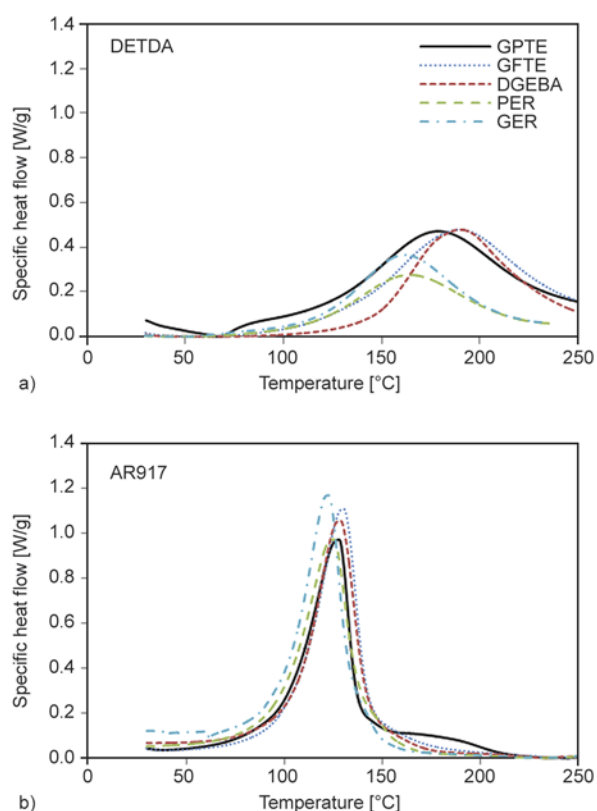 1.4
1.2
1.0
0.8
0.6
0.4
0.2
0.0
Specific heat flow [W/g]
DETDA
GPTE
GFTE
DGEBA
PER
GER
0
50
100
150
200
250
Temperature [°C]
a)
1.4
1.2
1.0
0.8
0.6
0.4
0.2
0.0
Specific heat flow [W/g]
AR917
0
50
100
150
200
250
Temperature [°C]
b)